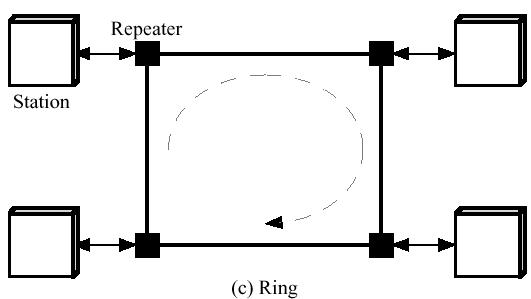 Repeater
Station
(c) Ring